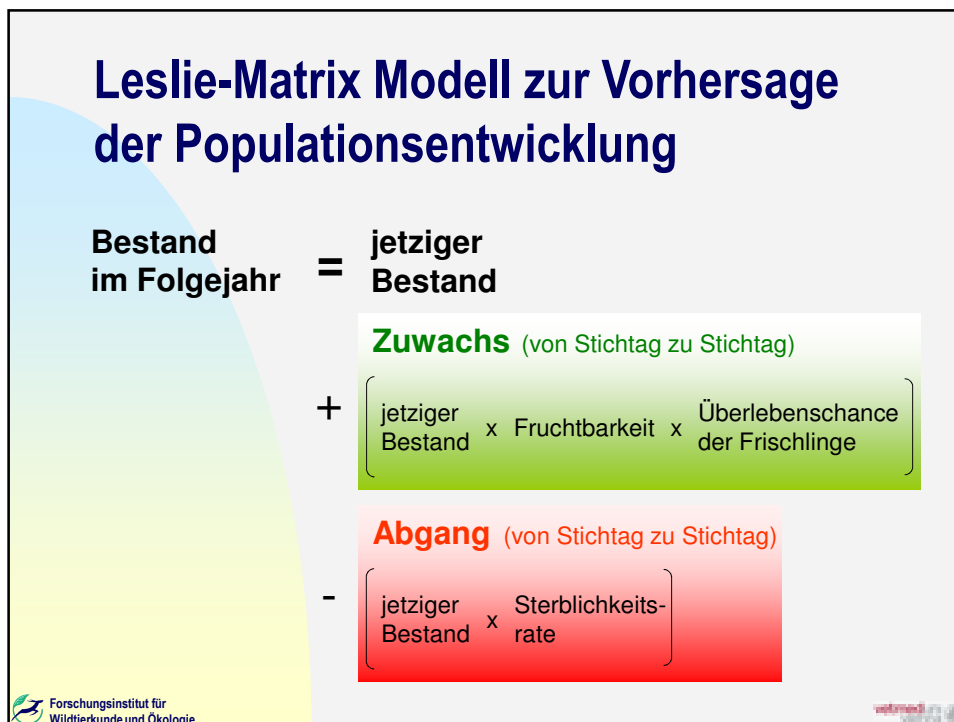 Leslie-Matrix Modell zur Vorhersage
der Populationsentwicklung
Bestand
im Folgejahr
=
jetziger
Bestand
Zuwachs (von Stichtag zu Stichtag)
+
jetziger
Bestand
x Fruchtbarkeit x
Überlebenschance
der Frischlinge
Abgang (von Stichtag zu Stichtag)
-
jetziger
Bestand
x
Sterblichkeits-
rate
Forschungsinstitut für
Wildtierkunde und Ökologie
vetmed